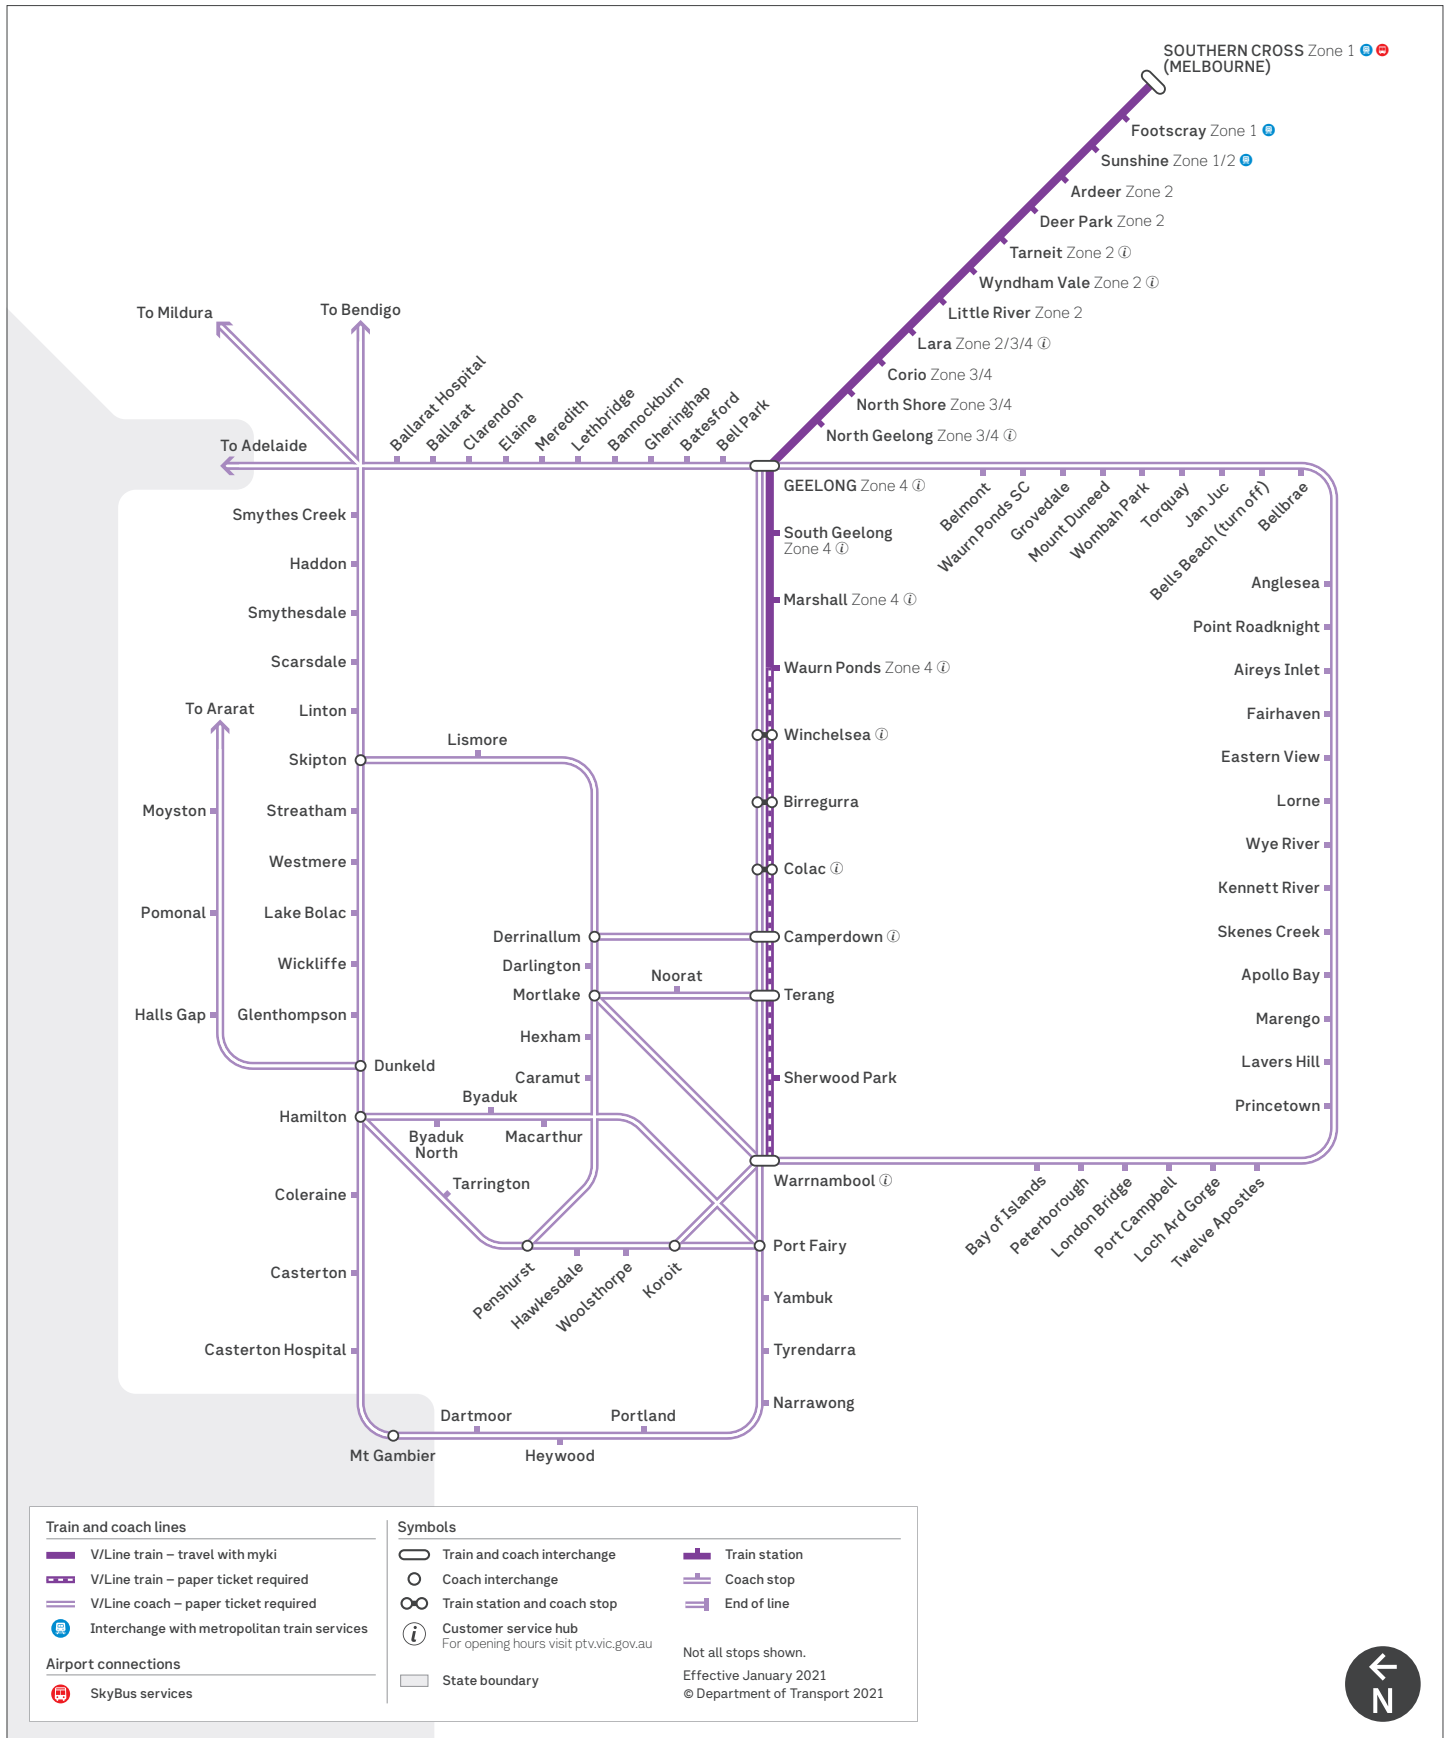 SOUTHERN CROSS Zone 1
(MELBOURNE)
Footscray Zone 1
Sunshine Zone 1/2
Ardeer Zone 2
Deer Park Zone 2
Tarneit Zone 2 i
Wyndham Vale Zone 2 i
Little River Zone 2
Lara Zone 2/3/4 i
Corio Zone 3/4
North Shore Zone 3/4
North Geelong Zone 3/4 i
To Mildura
To Bendigo
To Adelaide
Ballarat Hospital
Ballarat
Clarendon
Elaine
Meredith
Lethbridge
Bannockburn
Gheringhap
Batesford
Bell Park
GEELONG Zone 4 i
South Geelong
Zone 4 i
Marshall Zone 4 i
Waurn Ponds Zone 4 i
Winchelsea i
Birregurra
Colac i
Camperdown i
Terang
Sherwood Park
Warrnambool i
Port Fairy
Yambuk
Tyrendarra
Narrawong
Belmont
Waurn Ponds SC
Grovedale
Mount Duneed
Wombah Park
Torquay
Jan Juc
Bells Beach (turn off)
Bellbrae
Anglesea
Point Roadknight
Aireys Inlet
Fairhaven
Eastern View
Lorne
Wye River
Kennett River
Skenes Creek
Apollo Bay
Marengo
Lavers Hill
Princetown
Bay of Islands
Peterborough
London Bridge
Port Campbell
Loch Ard Gorge
Twelve Apostles
Smythes Creek
Haddon
Smythesdale
Scarsdale
Linton
Skipton
Streatham
Westmere
Lake Bolac
Wickliffe
Glenthompson
Dunkeld
Hamilton
Coleraine
Casterton
Casterton Hospital
Mt Gambier
To Ararat
Moyston
Pomonal
Halls Gap
Lismore
Derrinallum
Darlington
Mortlake
Noorat
Hexham
Caramut
Byaduk
Byaduk
North
Macarthur
Tarrington
Penshurst
Hawkesdale
Woolsthorpe
Koroit
Dartmoor
Heywood
Portland
Train and coach lines
V/Line train – travel with myki
V/Line train – paper ticket required
V/Line coach – paper ticket required
Interchange with metropolitan train services
Airport connections
SkyBus services
Symbols
Train and coach interchange
Coach interchange
Train station and coach stop
i Customer service hub
For opening hours visit ptv.vic.gov.au
State boundary
Train station
Coach stop
End of line
Not all stops shown.
Effective January 2021
© Department of Transport 2021
N